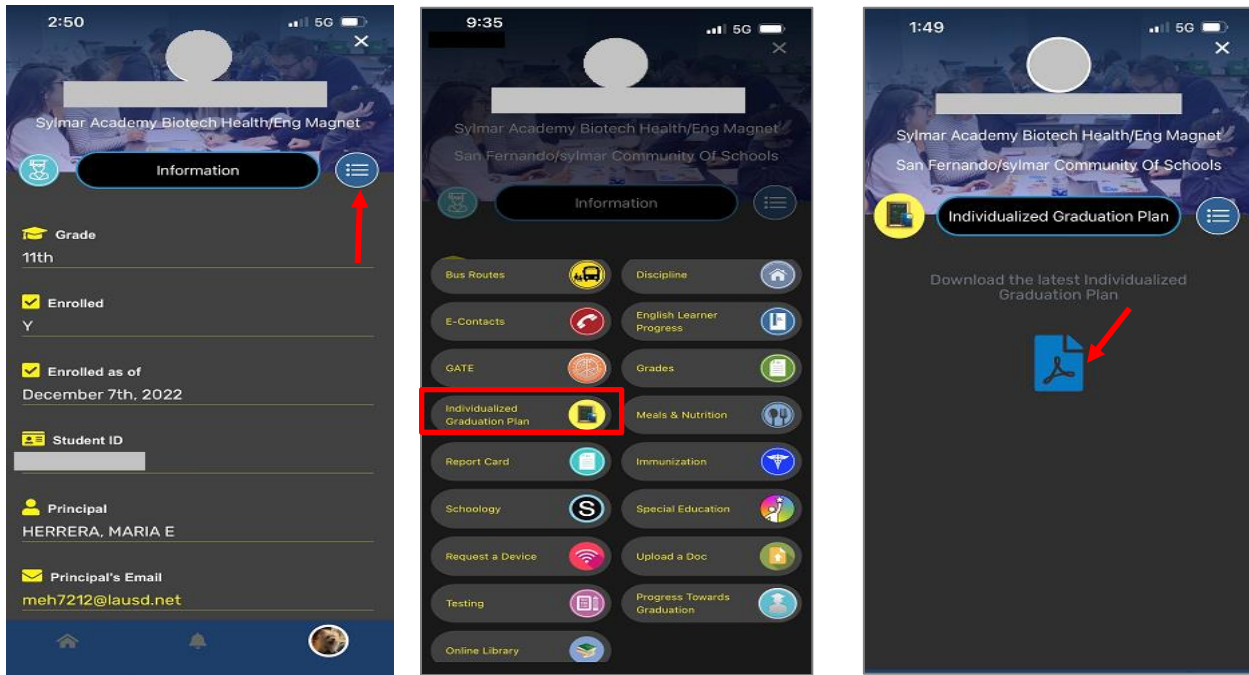 2:50
5G
Sylmar Academy Biotech Health/Eng Magnet
Information
Grade
11th
Enrolled
Y
Enrolled as of
December 7th, 2022
Student ID
Principal
HERRERA, MARIA E
Principal's Email
meh7212@lausd.net
9:35
5G
Sylmar Academy Biotech Health/Eng Magnet
San Fernando/sylmar Community Of Schools
Information
Bus Routes
Discipline
E-Contacts
English Learner
Progress
GATE
Grades
Individualized
Graduation Plan
Meals & Nutrition
Report Card
Immunization
Schoology
S
Special Education
Request a Device
Upload a Doc
Testing
Progress Towards
Graduation
Online Library
1:49
5G
Sylmar Academy Biotech Health/Eng Magnet
San Fernando/sylmar Community Of Schools
Individualized Graduation Plan
Download the latest Individualized
Graduation Plan